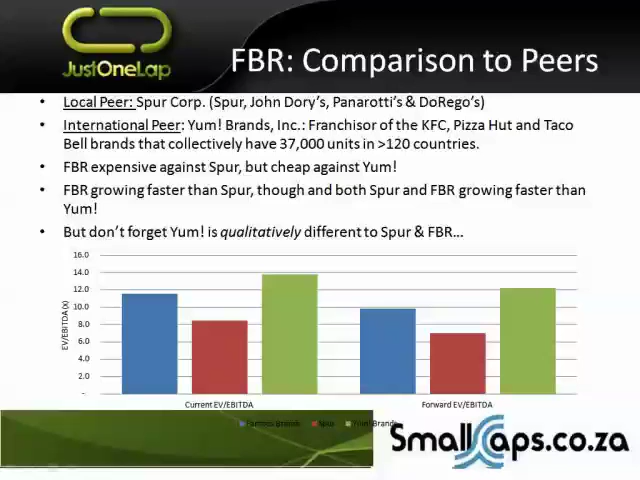 JustOneLap
FBR: Comparison to Peers
• Local Peer: Spur Corp. (Spur, John Dory's, Panarotti's & DoRego's)
• International Peer: Yum! Brands, Inc.: Franchisor of the KFC, Pizza Hut and Taco
Bell brands that collectively have 37,000 units in >120 countries.
• FBR expensive against Spur, but cheap against Yum!
• FBR growing faster than Spur, though and both Spur and FBR growing faster than
Yum!
• But don't forget Yum! is qualitatively different to Spur & FBR…
16.0
14.0
12.0
10.0
8.0
6.0
4.0
2.0
-
EV/EBITDA (x)
Current EV/EBITDA Forward EV/EBITDA
Famous Brands Spur Yum! Brands
SmallCaps.co.za